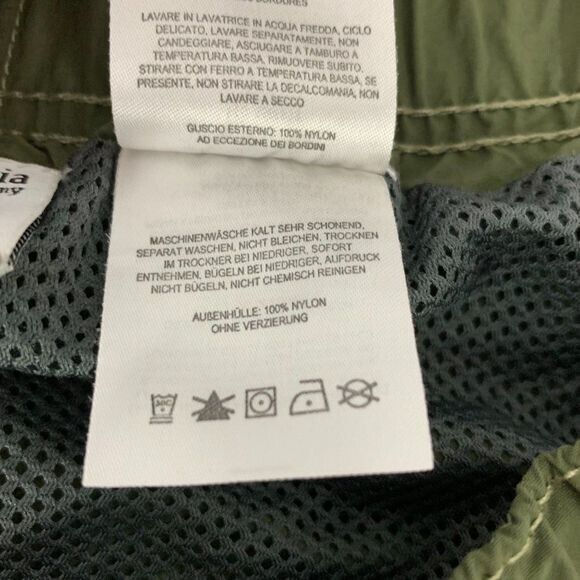 BORDURES
LAVARE IN LAVATRICE IN ACQUA FREDDA, CICLO
DELICATO, LAVARE SEPARATAMENTE, NON
CANDEGGIARE, ASCIUGARE A TAMBURO A
TEMPERATURA BASSA, RIMUOVERE SUBITO.
STIRARE CON FERRO A TEMPERATURA BASSA, SE
PRESENTE, NON STIRARE LA DECALCOMANIA, NON
LAVARE A SECCO
GUSCIO ESTERNO: 100% NYLON
AD ECCEZIONE DEI BORDINI
MASCHINENWÄSCHE KALT SEHR SCHONEND,
SEPARAT WASCHEN, NICHT BLEICHEN, TROCKNEN
IM TROCKNER BEI NIEDRIGER, SOFORT
ENTNEHMEN, BÜGELN BEI NIEDRIGER, AUFDRUCK
NICHT BÜGELN, NICHT CHEMISCH REINIGEN
AUßENHÜLLE: 100% NYLON
OHNE VERZIERUNG
30C